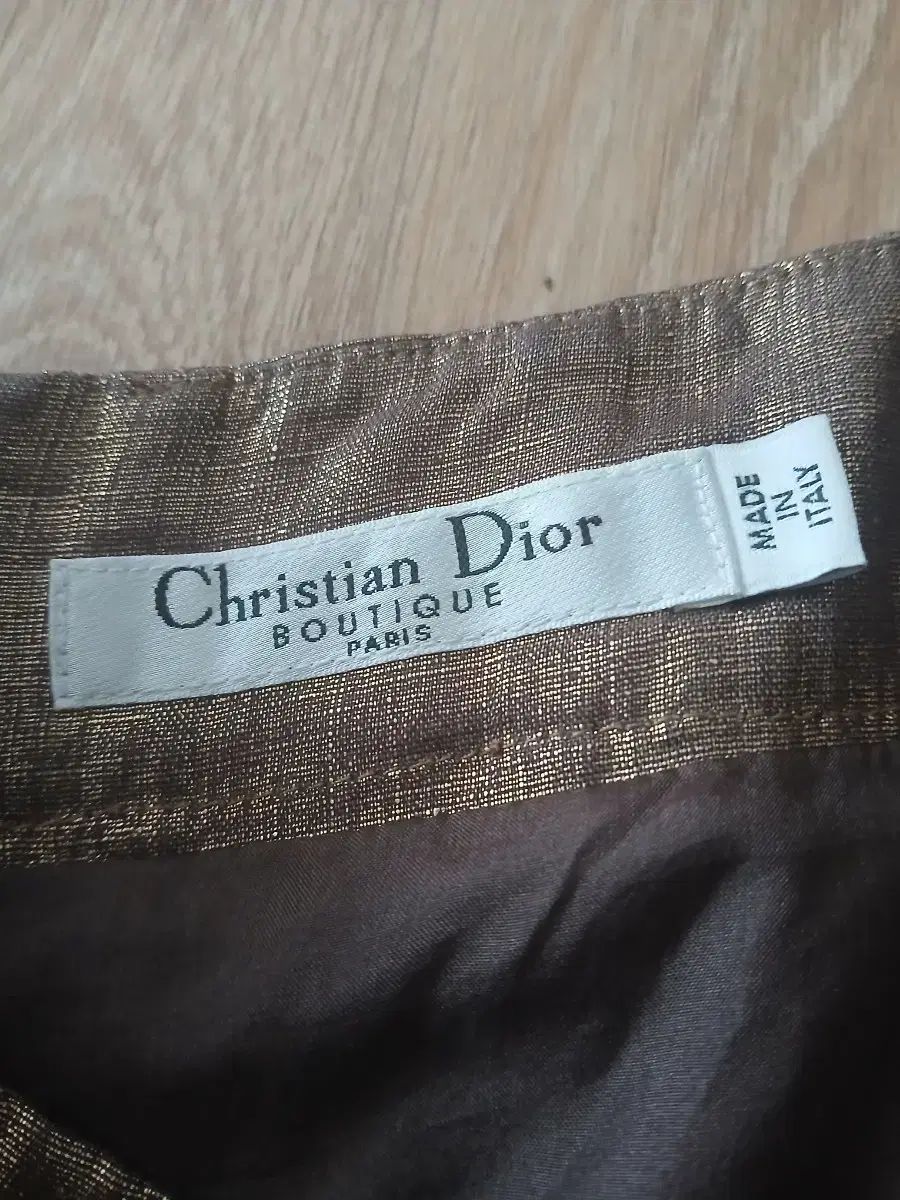 Christian Dior
BOUTIQUE
PARIS
MADE
IN
ITALY